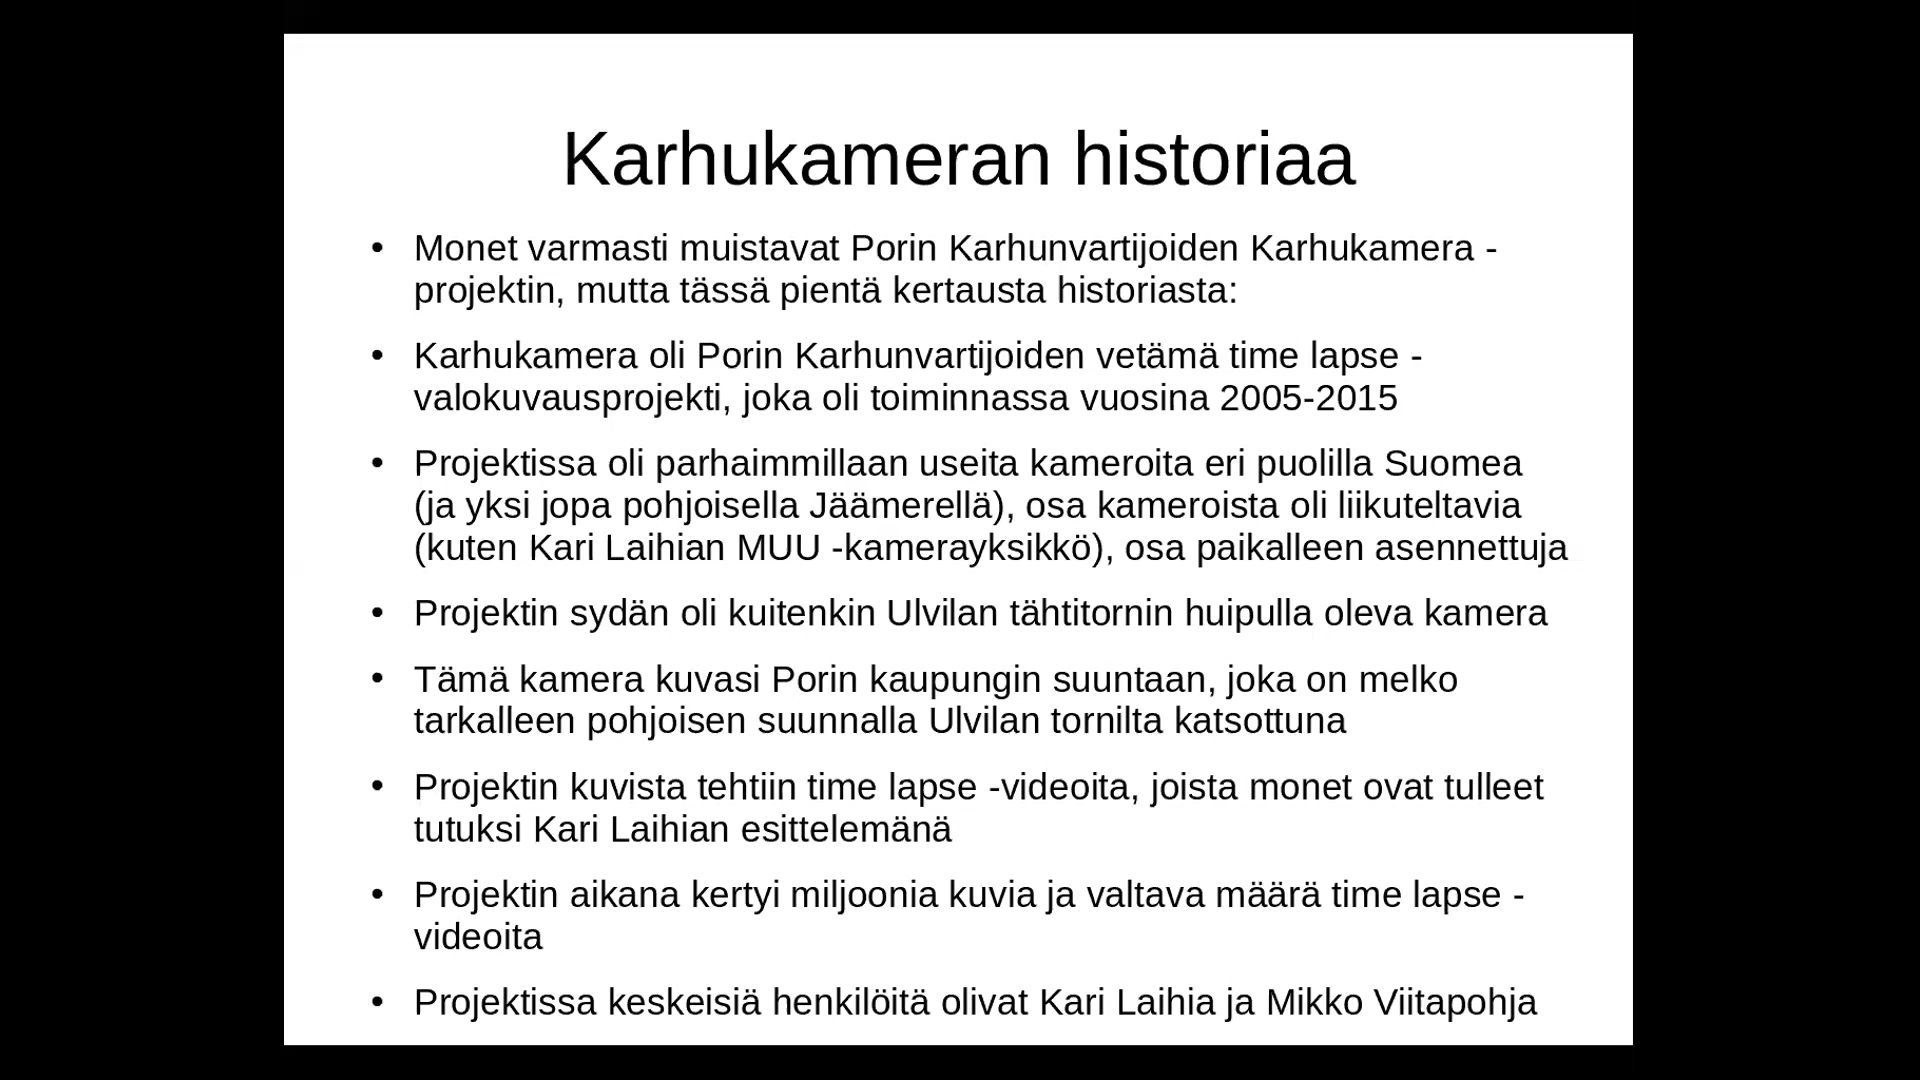 Karhukameran historiaa
• Monet varmasti muistavat Porin Karhunvartijoiden Karhukamera -
projektin, mutta tässä pientä kertausta historiasta:
• Karhukamera oli Porin Karhunvartijoiden vetämä time lapse -
valokuvausprojekti, joka oli toiminnassa vuosina 2005-2015
• Projektissa oli parhaimmillaan useita kameroita eri puolilla Suomea
(ja yksi jopa pohjoisella Jäämerellä), osa kameroista oli liikuteltavia
(kuten Kari Laihian MUU -kamerayksikkö), osa paikalleen asennettuja
• Projektin sydän oli kuitenkin Ulvilan tähtitornin huipulla oleva kamera
• Tämä kamera kuvasi Porin kaupungin suuntaan, joka on melko
tarkalleen pohjoisen suunnalla Ulvilan tornilta katsottuna
• Projektin kuvista tehtiin time lapse -videoita, joista monet ovat tulleet
tutuksi Kari Laihian esittelemänä
• Projektin aikana kertyi miljoonia kuvia ja valtava määrä time lapse -
videoita
• Projektissa keskeisiä henkilöitä olivat Kari Laihia ja Mikko Viitapohja